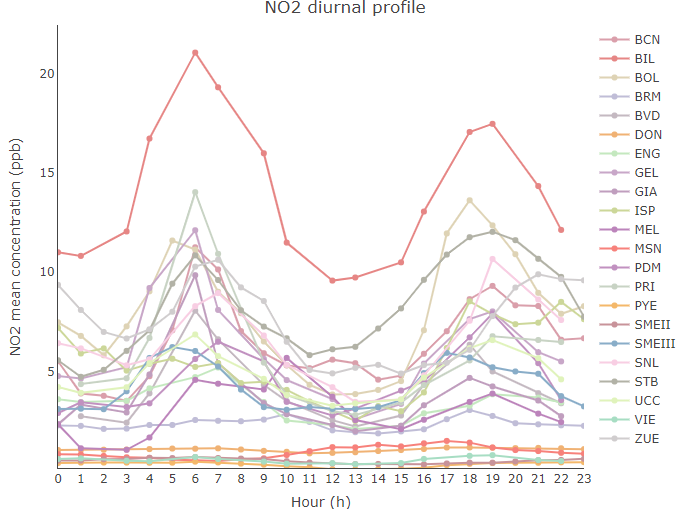 NO2 diurnal profile
NO2 mean concentration (ppb)
20
15
10
5
0 1 2 3 4 5 6 7 8 9 10 11 12 13 14 15 16 17 18 19 20 21 22 23
Hour (h)
BCN
BIL
BOL
BRM
BVD
DON
ENG
GEL
GIA
ISP
MEL
MSN
PDM
PRI
PYE
SMEII
SMEIII
SNL
STB
UCC
VIE
ZUE